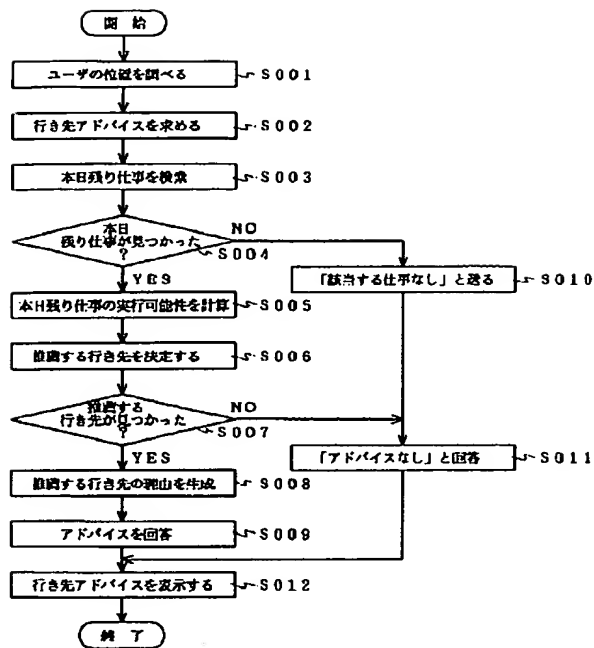 開 始
ユーザの位置を調べる
S001
行き先アドバイスを求める
S002
本日残り仕事を検索
S003
本日
残り仕事が見つかった
?
NO
S004
YES
「該当する仕事なし」と送る
S010
本日残り仕事の実行可能性を計算
S005
推薦する行き先を決定する
S006
推薦する
行き先が見つかった
?
NO
S007
YES
「アドバイスなし」と回答
S011
推薦する行き先の理由を生成
S008
アドバイスを回答
S009
行き先アドバイスを表示する
S012
終 了